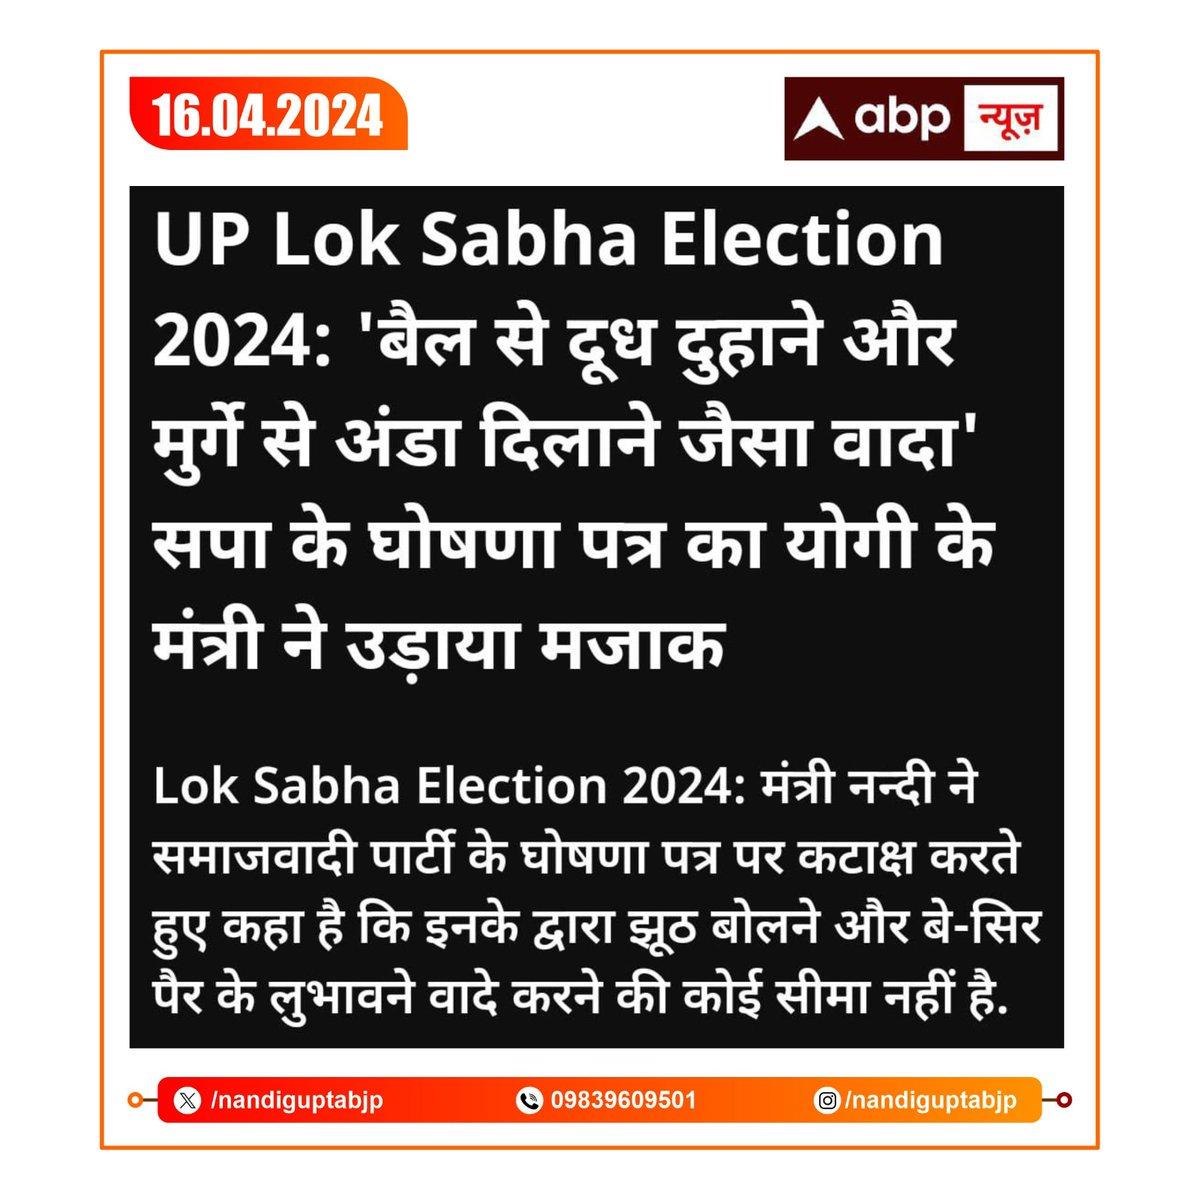 16.04.2024
abp न्यूज़
UP Lok Sabha Election
2024: 'बैल से दूध दुहाने और
मुर्गे से अंडा दिलाने जैसा वादा'
सपा के घोषणा पत्र का योगी के
मंत्री ने उड़ाया मजाक
Lok Sabha Election 2024: मंत्री नन्दी ने
समाजवादी पार्टी के घोषणा पत्र पर कटाक्ष करते
हुए कहा है कि इनके द्वारा झूठ बोलने और बे-सिर
पैर के लुभावने वादे करने की कोई सीमा नहीं है.
/nandiguptabjp 09839609501 /nandiguptabjp